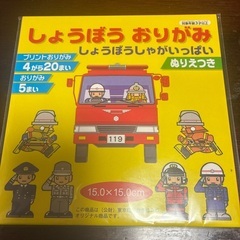 しょうぼう おりがみ
しょうぼうしゃがいっぱい
プリントおりがみ
4がら20まい
ぬりえつき
おりがみ
5まい
119
15.0×15.0cm